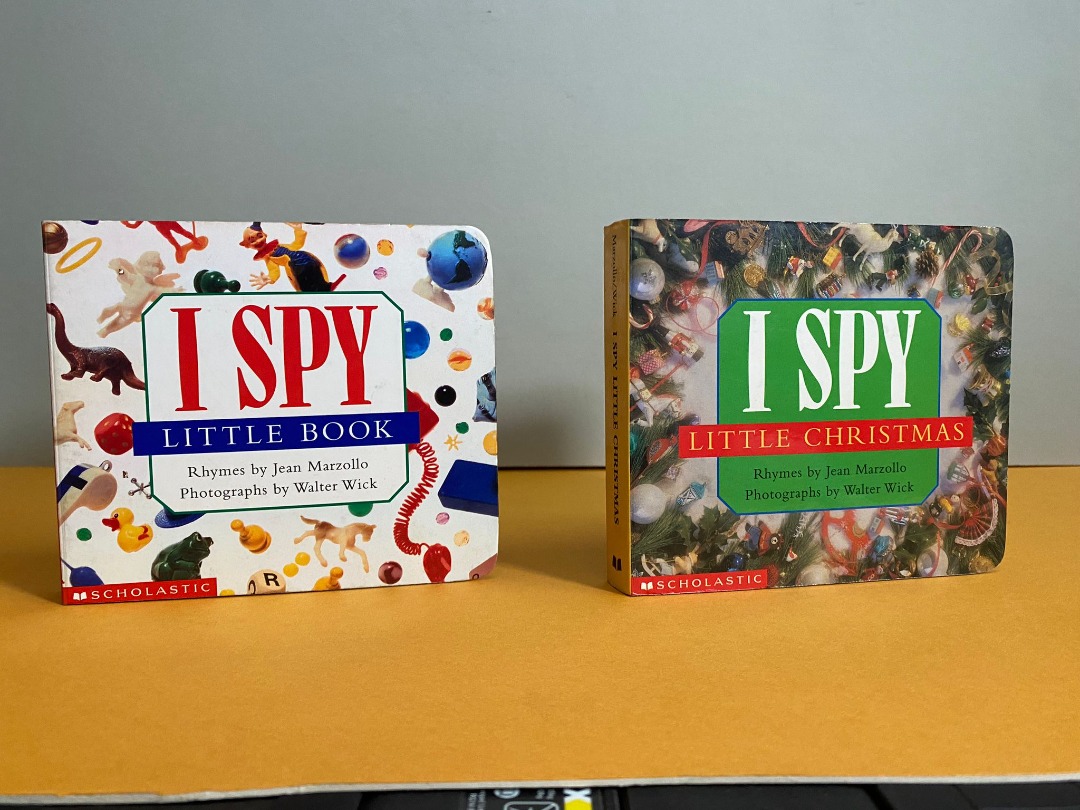 I SPY
LITTLE BOOK
Rhymes by Jean Marzollo
Photographs by Walter Wick
R
SCHOLASTIC
Marzollo/Wick I SPY LITTLE CHRISTMAS
I SPY
LITTLE CHRISTMAS
Rhymes by Jean Marzollo
Photographs by Walter Wick
SCHOLASTIC